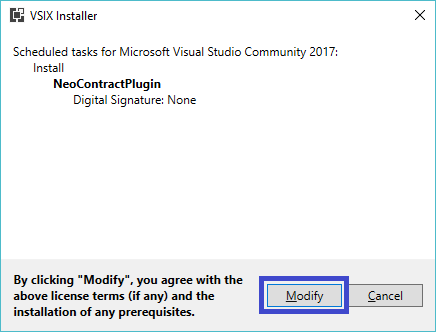 VSIX Installer
Scheduled tasks for Microsoft Visual Studio Community 2017:
Install
NeoContractPlugin
Digital Signature: None
By clicking "Modify", you agree with the
above license terms (if any) and the
installation of any prerequisites.
Modify
Cancel